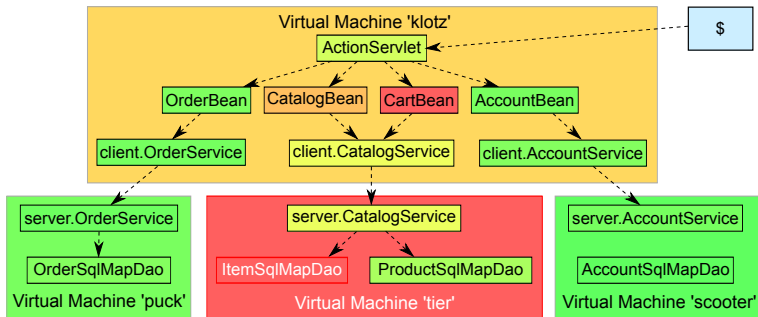 Virtual Machine 'klotz'
$
ActionServlet
OrderBean
CatalogBean
CartBean
AccountBean
client.OrderService
client.CatalogService
client.AccountService
server.OrderService
server.CatalogService
server.AccountService
OrderSqlMapDao
ItemSqlMapDao
ProductSqlMapDao
AccountSqlMapDao
Virtual Machine 'puck'
Virtual Machine 'tier'
Virtual Machine 'scooter'